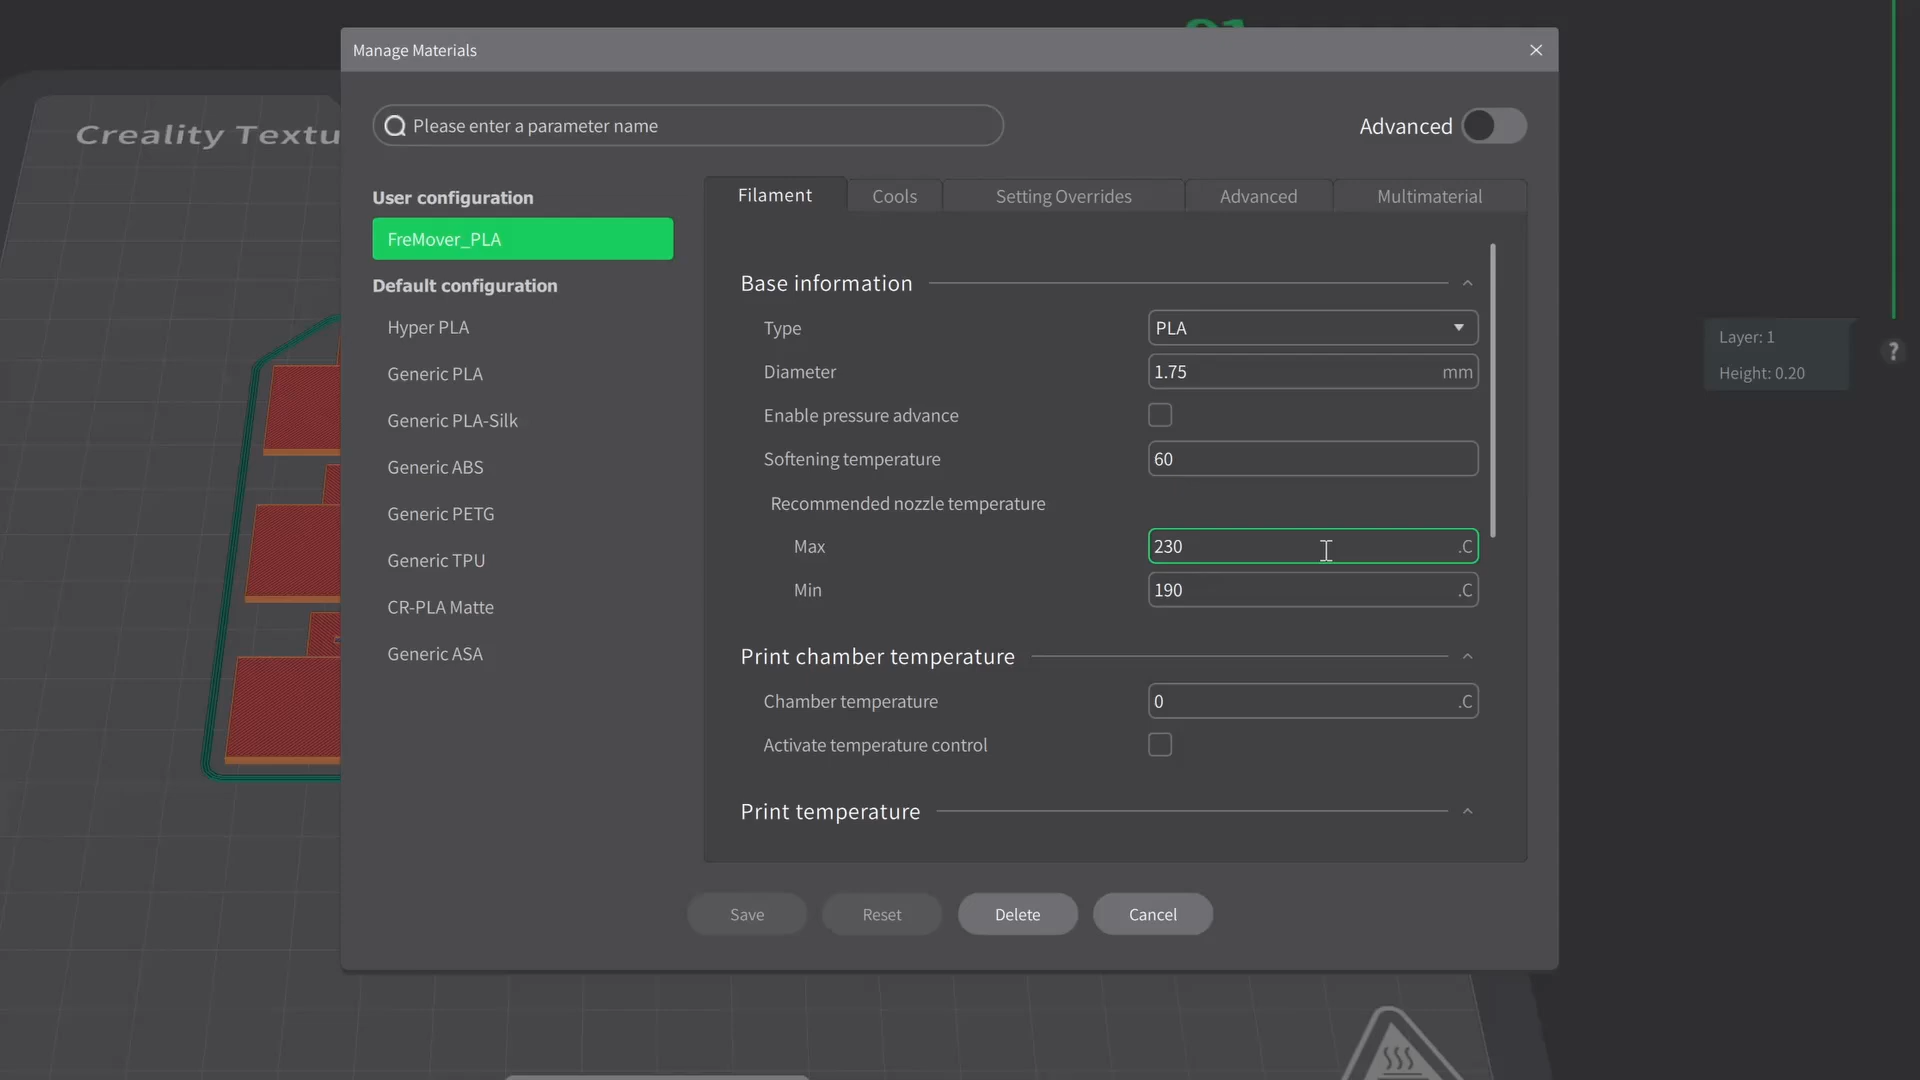 Manage Materials
Creality Textu
Please enter a parameter name
Advanced
User configuration
FreMover_PLA
Default configuration
Hyper PLA
Generic PLA
Generic PLA-Silk
Generic ABS
Generic PETG
Generic TPU
CR-PLA Matte
Generic ASA
Filament
Cools
Setting Overrides
Advanced
Multimaterial
Base information
Type
PLA
Diameter
1.75
mm
Enable pressure advance
Softening temperature
60
Recommended nozzle temperature
Max
230
.C
Min
190
.C
Print chamber temperature
Chamber temperature
0
.C
Activate temperature control
Print temperature
Save
Reset
Delete
Cancel
Layer: 1
Height: 0.20
?